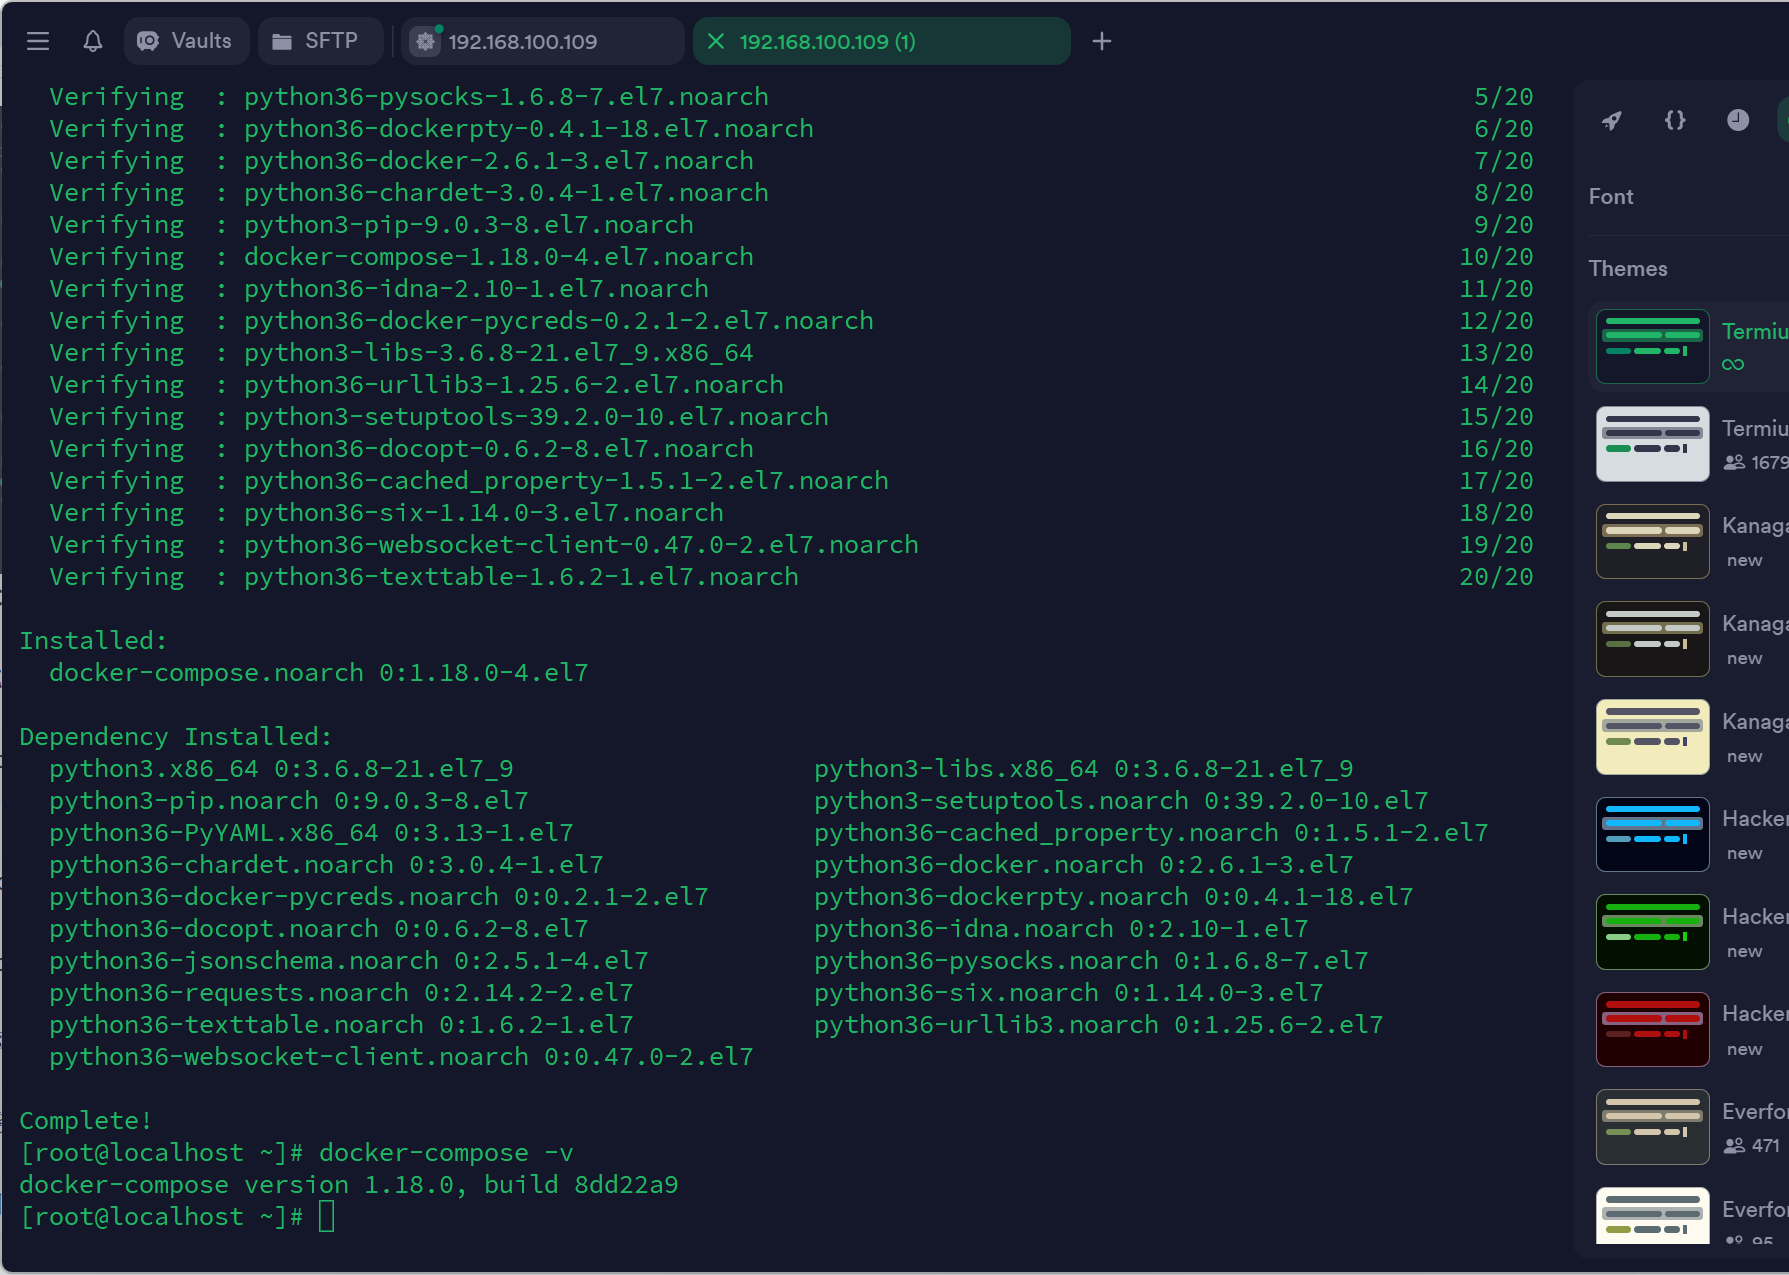 Vaults
SFTP
192.168.100.109
192.168.100.109 (1)
Verifying : python36-pysocks-1.6.8-7.el7.noarch 5/20
Verifying : python36-dockerpty-0.4.1-18.el7.noarch 6/20
Verifying : python36-docker-2.6.1-3.el7.noarch 7/20
Verifying : python36-chardet-3.0.4-1.el7.noarch 8/20
Verifying : python3-pip-9.0.3-8.el7.noarch 9/20
Verifying : docker-compose-1.18.0-4.el7.noarch 10/20
Verifying : python36-idna-2.10-1.el7.noarch 11/20
Verifying : python36-docker-pycreds-0.2.1-2.el7.noarch 12/20
Verifying : python3-libs-3.6.8-21.el7_9.x86_64 13/20
Verifying : python36-urllib3-1.25.6-2.el7.noarch 14/20
Verifying : python3-setuptools-39.2.0-10.el7.noarch 15/20
Verifying : python36-docopt-0.6.2-8.el7.noarch 16/20
Verifying : python36-cached_property-1.5.1-2.el7.noarch 17/20
Verifying : python36-six-1.14.0-3.el7.noarch 18/20
Verifying : python36-websocket-client-0.47.0-2.el7.noarch 19/20
Verifying : python36-texttable-1.6.2-1.el7.noarch 20/20
Installed:
docker-compose.noarch 0:1.18.0-4.el7
Dependency Installed:
python3.x86_64 0:3.6.8-21.el7_9 python3-libs.x86_64 0:3.6.8-21.el7_9
python3-pip.noarch 0:9.0.3-8.el7 python3-setuptools.noarch 0:39.2.0-10.el7
python36-PyYAML.x86_64 0:3.13-1.el7 python36-cached_property.noarch 0:1.5.1-2.el7
python36-chardet.noarch 0:3.0.4-1.el7 python36-docker.noarch 0:2.6.1-3.el7
python36-docker-pycreds.noarch 0:0.2.1-2.el7 python36-dockerpty.noarch 0:0.4.1-18.el7
python36-docopt.noarch 0:0.6.2-8.el7 python36-idna.noarch 0:2.10-1.el7
python36-jsonschema.noarch 0:2.5.1-4.el7 python36-pysocks.noarch 0:1.6.8-7.el7
python36-requests.noarch 0:2.14.2-2.el7 python36-six.noarch 0:1.14.0-3.el7
python36-texttable.noarch 0:1.6.2-1.el7 python36-urllib3.noarch 0:1.25.6-2.el7
python36-websocket-client.noarch 0:0.47.0-2.el7
Complete!
[root@localhost ~]# docker-compose -v
docker-compose version 1.18.0, build 8dd22a9
[root@localhost ~]#
Font
Themes
Termiu
∞
Termiu
1679
Kanaga
new
Kanaga
new
Kanaga
new
Hacker
new
Hacker
new
Hacker
new
Everfor
471
Everfor
95